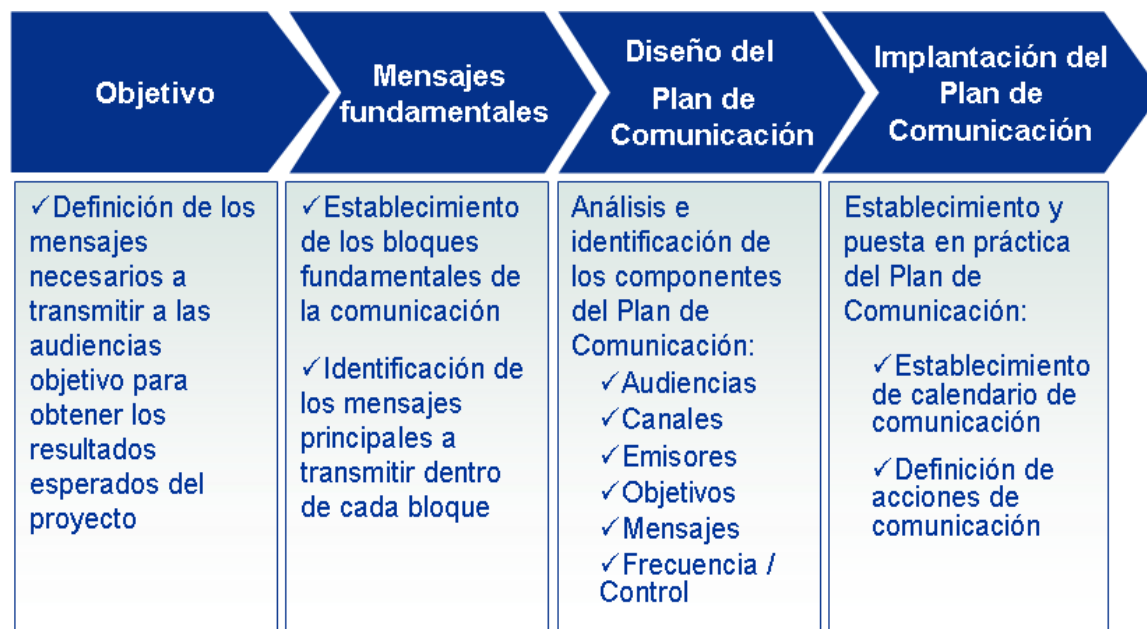 Objetivo
Mensajes
fundamentales
Diseño del
Plan de
Comunicación
Implantación del
Plan de
Comunicación
✓Definición de los
mensajes
necesarios a
transmitir a las
audiencias
objetivo para
obtener los
resultados
esperados del
proyecto
✓Establecimiento
de los bloques
fundamentales de
la comunicación
✓Identificación de
los mensajes
principales a
transmitir dentro
de cada bloque
Análisis e
identificación de
los componentes
del Plan de
Comunicación:
✓Audiencias
✓Canales
✓Emisores
✓Objetivos
✓Mensajes
✓Frecuencia /
Control
Establecimiento y
puesta en práctica
del Plan de
Comunicación:
✓Establecimiento
de calendario de
comunicación
✓Definición de
acciones de
comunicación